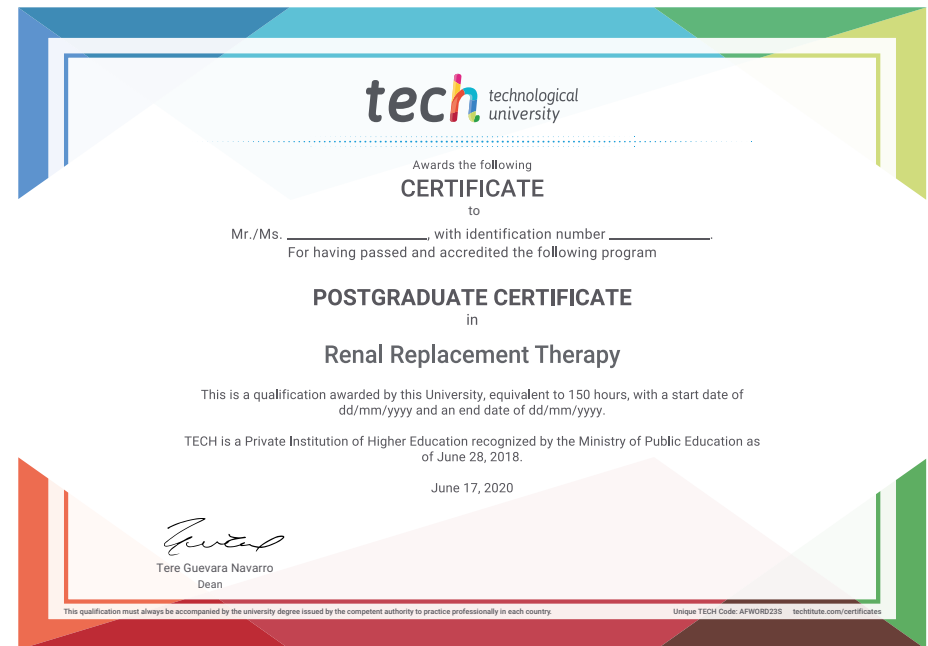 tech technological
university
Awards the following
CERTIFICATE
to
Mr./Ms. ____________________, with identification number ______________.
For having passed and accredited the following program
POSTGRADUATE CERTIFICATE
in
Renal Replacement Therapy
This is a qualification awarded by this University, equivalent to 150 hours, with a start date of
dd/mm/yyyy and an end date of dd/mm/yyyy.
TECH is a Private Institution of Higher Education recognized by the Ministry of Public Education as
of June 28, 2018.
June 17, 2020
Tere Guevara Navarro
Dean
This qualification must always be accompanied by the university degree issued by the competent authority to practice professionally in each country. Unique TECH Code: AFWORD23S techtitute.com/certificates